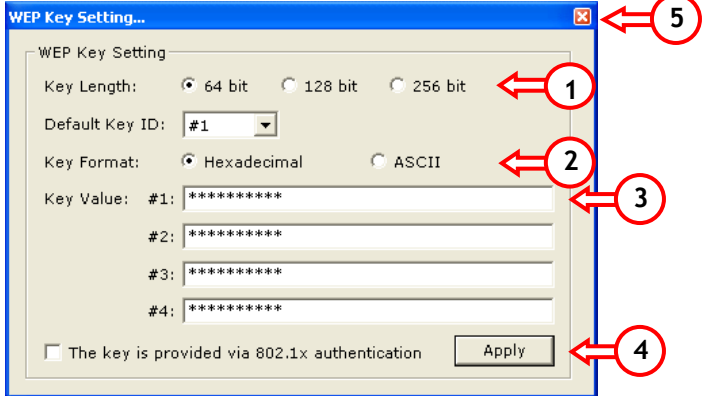 WEP Key Setting... 5
WEP Key Setting
Key Length: 64 bit 128 bit 256 bit 1
Default Key ID: #1
Key Format: Hexadecimal ASCII 2
Key Value: #1: ********** 3
#2: **********
#3: **********
#4: **********
The key is provided via 802.1x authentication Apply 4